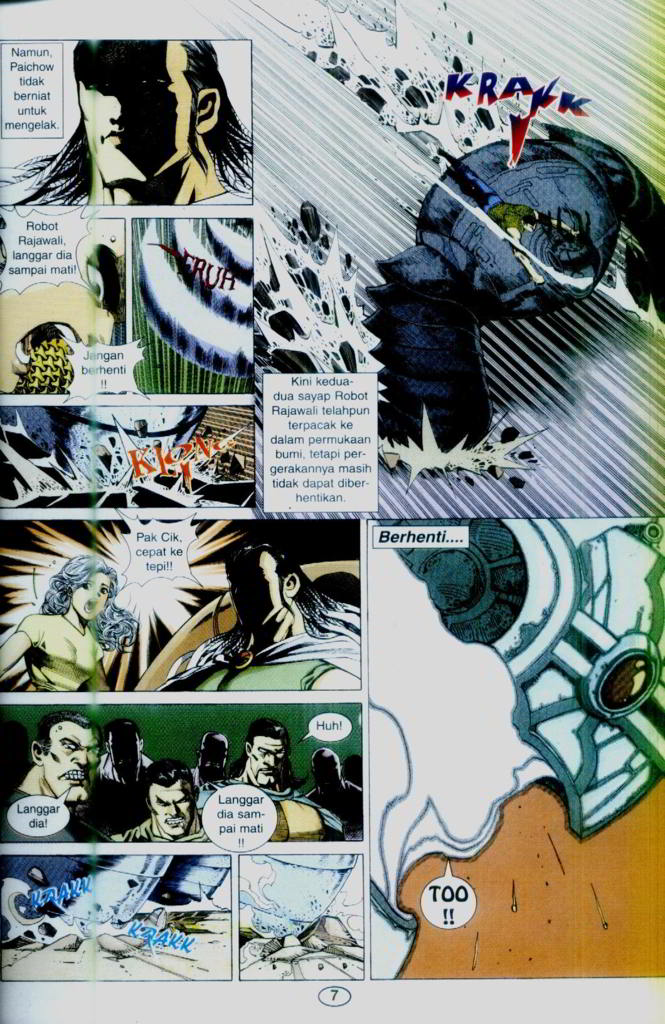 Namun,
Paichow
tidak
berniat
untuk
mengelak.
KRAKK
Robot
Rajawali,
langgar dia
sampai mati!
FRUH
Jangan
berhenti
!!
Kini kedua-
dua sayap Robot
Rajawali telahpun
terpacak ke
dalam permukaan
bumi, tetapi per-
gerakannya masih
tidak dapat diber-
hentikan.
Pak Cik,
cepat ke
tepi!!
Berhenti....
Huh!
Langgar
dia!
Langgar
dia sam-
pai mati
!!
KRAKK
KRAKK
TOO
!!
7